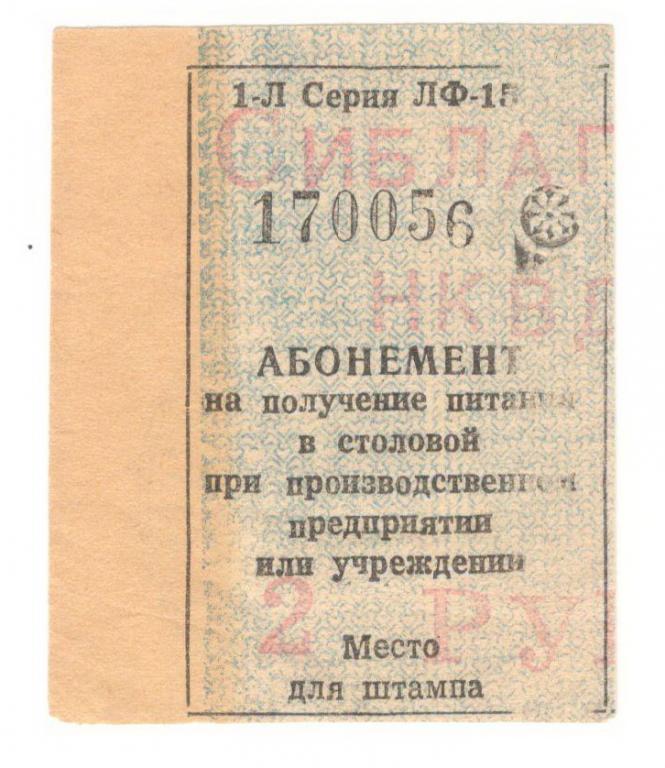 1-Л Серия ЛФ-15
СИБЛАГ
170056
НКВД
АБОНЕМЕНТ
на получение питания
в столовой
при производственном
предприятии
или учреждении
2 РУ
Место
для штампа